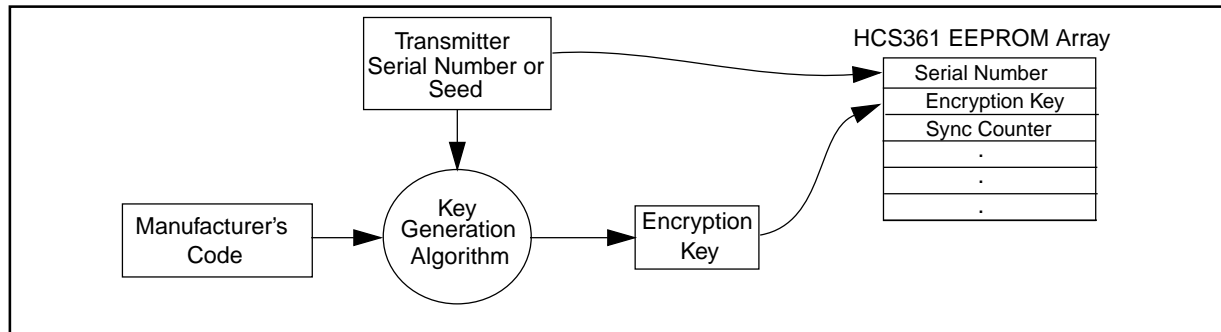 Transmitter
Serial Number or
Seed
HCS361 EEPROM Array
Serial Number
Encryption Key
Sync Counter
.
.
.
Manufacturer's
Code
Key
Generation
Algorithm
Encryption
Key